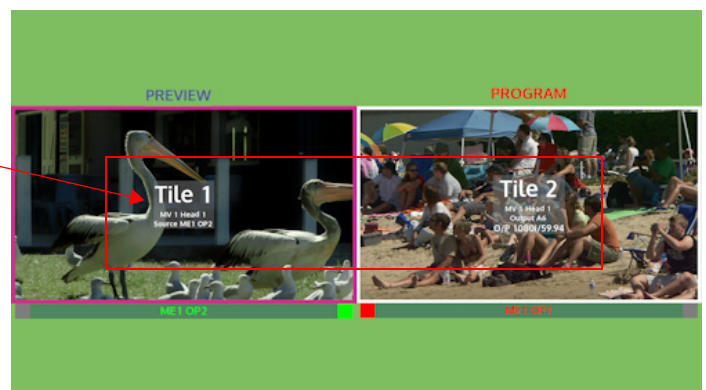 PREVIEW
PROGRAM
Tile 1
MV 1 Head 1
Source ME1 OP2
Tile 2
MV 1 Head 1
Output A6
O/P 1080i/59.94
ME1 OP2
ME1 OP1